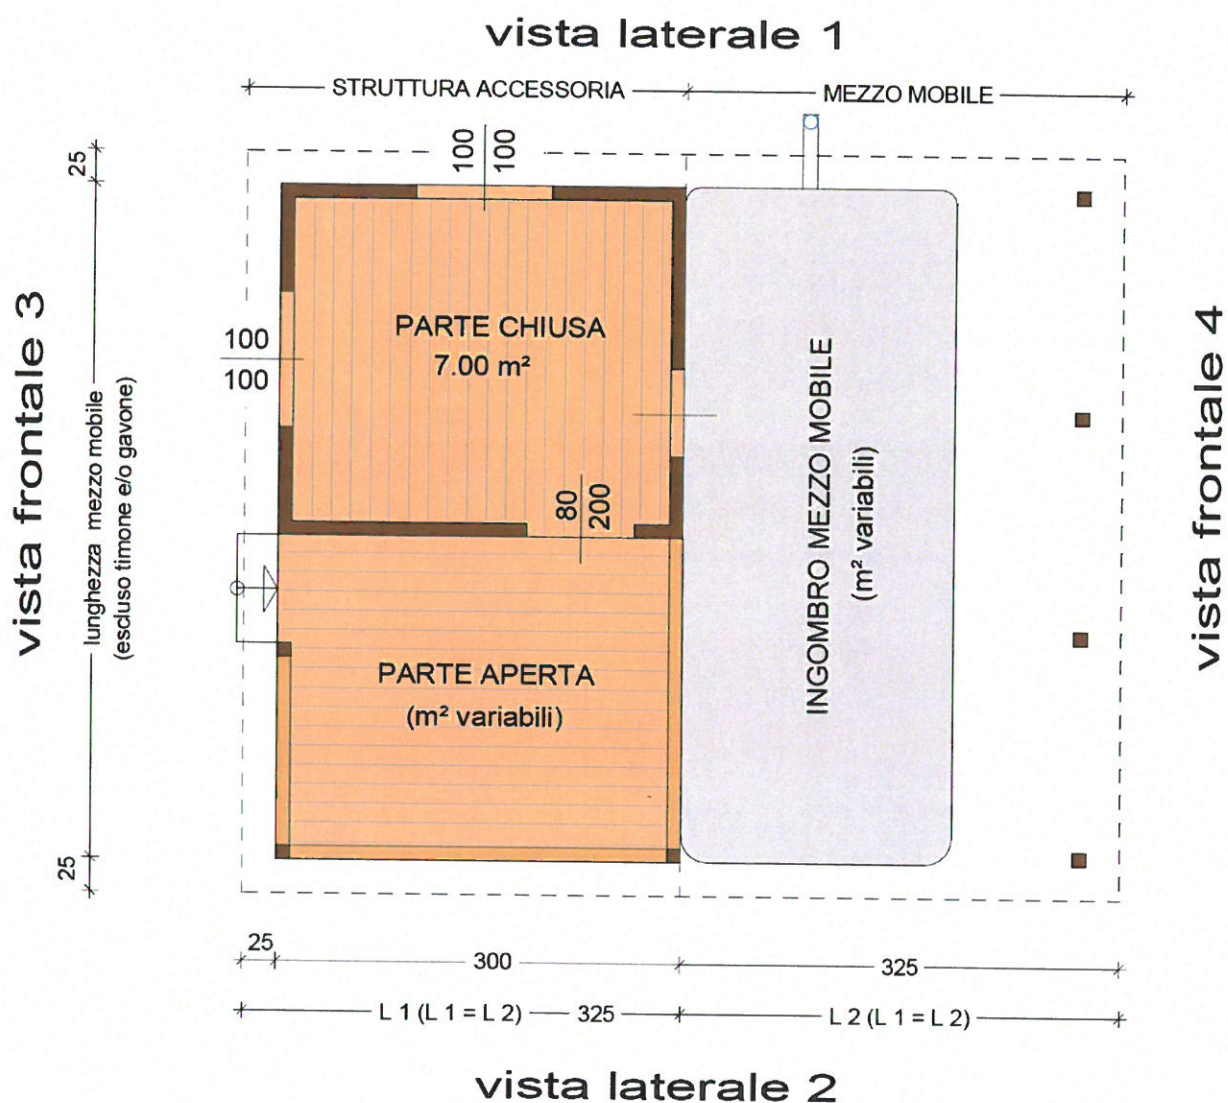 vista laterale 1
STRUTTURA ACCESSORIA
MEZZO MOBILE
25
100
100
vista frontale 3
lunghezza mezzo mobile
(escluso timone e/o gavone)
100
100
PARTE CHIUSA
7.00 m²
80
200
INGOMBRO MEZZO MOBILE
(m² variabili)
vista frontale 4
PARTE APERTA
(m² variabili)
25
25
300
325
L 1 (L 1 = L 2)
325
L 2 (L 1 = L 2)
vista laterale 2